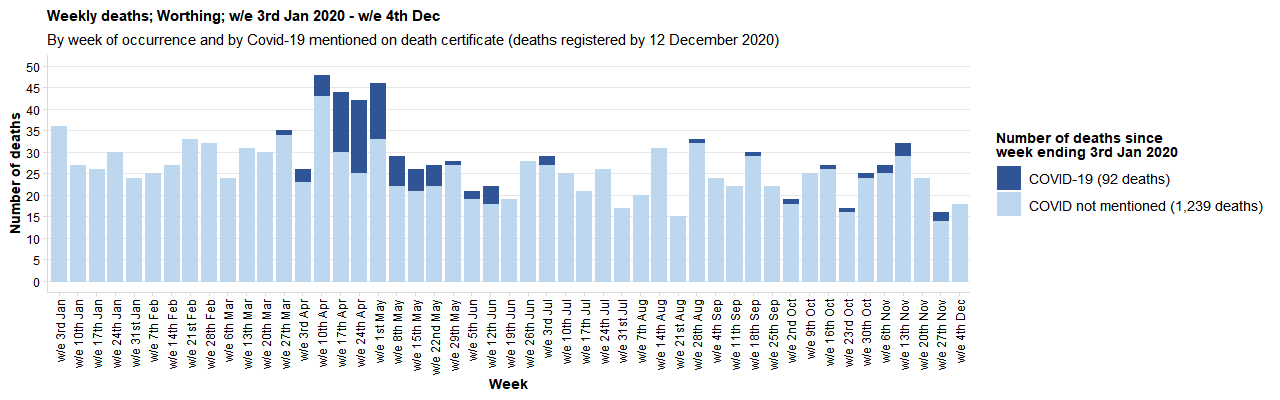 Weekly deaths; Worthing; w/e 3rd Jan 2020 - w/e 4th Dec
By week of occurrence and by Covid-19 mentioned on death certificate (deaths registered by 12 December 2020)
Number of deaths
50
45
40
35
30
25
20
15
10
5
0
w/e 3rd Jan
w/e 10th Jan
w/e 17th Jan
w/e 24th Jan
w/e 31st Jan
w/e 7th Feb
w/e 14th Feb
w/e 21st Feb
w/e 28th Feb
w/e 6th Mar
w/e 13th Mar
w/e 20th Mar
w/e 27th Mar
w/e 3rd Apr
w/e 10th Apr
w/e 17th Apr
w/e 24th Apr
w/e 1st May
w/e 8th May
w/e 15th May
w/e 22nd May
w/e 29th May
w/e 5th Jun
w/e 12th Jun
w/e 19th Jun
w/e 26th Jun
w/e 3rd Jul
w/e 10th Jul
w/e 17th Jul
w/e 24th Jul
w/e 31st Jul
w/e 7th Aug
w/e 14th Aug
w/e 21st Aug
w/e 28th Aug
w/e 4th Sep
w/e 11th Sep
w/e 18th Sep
w/e 25th Sep
w/e 2nd Oct
w/e 9th Oct
w/e 16th Oct
w/e 23rd Oct
w/e 30th Oct
w/e 6th Nov
w/e 13th Nov
w/e 20th Nov
w/e 27th Nov
w/e 4th Dec
Week
Number of deaths since
week ending 3rd Jan 2020
COVID-19 (92 deaths)
COVID not mentioned (1,239 deaths)